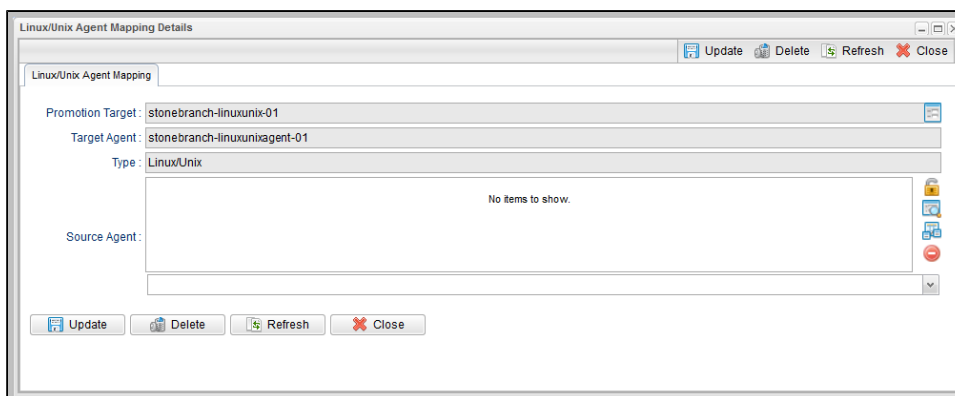 Linux/Unix Agent Mapping Details
Update Delete Refresh Close
Linux/Unix Agent Mapping
Promotion Target : stonebranch-linuxunix-01
Target Agent : stonebranch-linuxunixagent-01
Type : Linux/Unix
No items to show.
Source Agent :
Update Delete Refresh Close